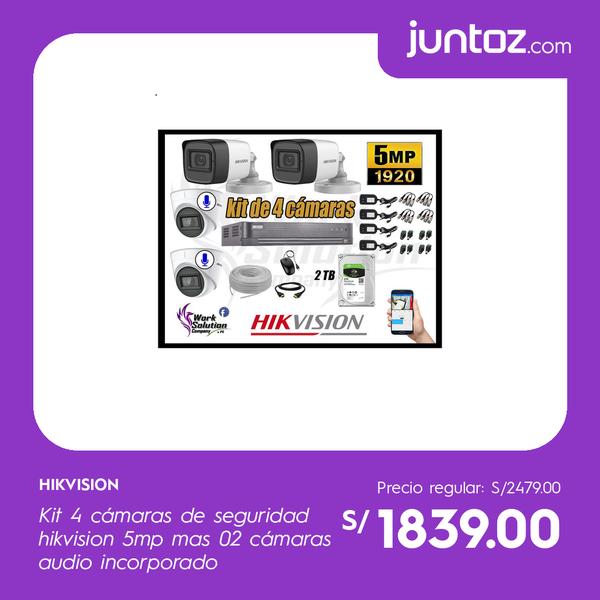 juntoz.com
5MP
1920
kit de 4 cámaras
2 TB
Work
Solution
Company
HIKVISION
HIKVISION
Precio regular: S/2479.00
Kit 4 cámaras de seguridad
hikvision 5mp mas 02 cámaras
audio incorporado
S/ 1839.00